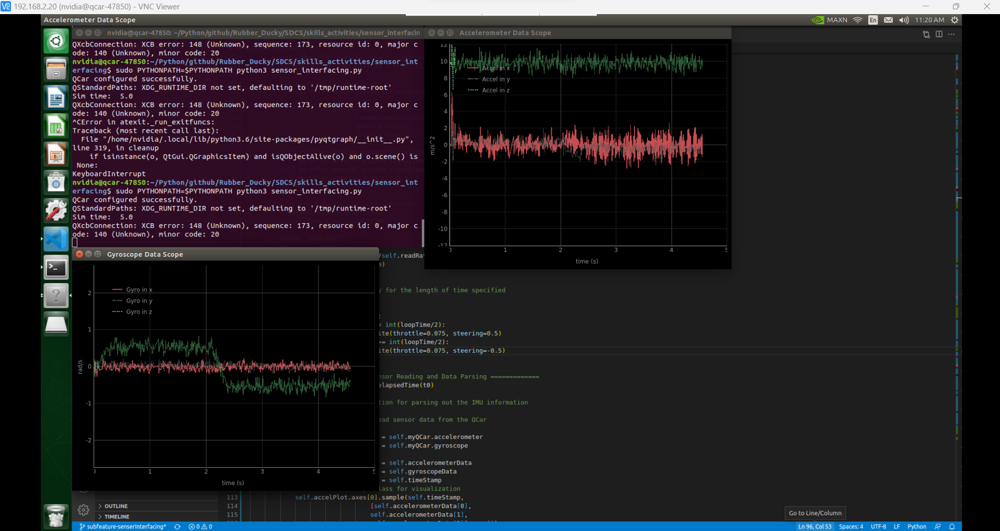 192.168.2.20 (nvidia@qcar-47850) - VNC Viewer
Accelerometer Data Scope
MAXN
En
11:20 AM
nvidia@qcar-47850: ~/Python/github/Rubber_Ducky/SDCS/skills_activities/sensor_interfacin
QXcbConnection: XCB error: 148 (Unknown), sequence: 173, resource id: 0, major c
ode: 140 (Unknown), minor code: 20
nvidia@qcar-47850:~/Python/github/Rubber_Ducky/SDCS/skills_activities/sensor_int
erfacing$ sudo PYTHONPATH=$PYTHONPATH python3 sensor_interfacing.py
QCar configured successfully.
QStandardPaths: XDG_RUNTIME_DIR not set, defaulting to '/tmp/runtime-root'
Sim time:  5.0
QXcbConnection: XCB error: 148 (Unknown), sequence: 173, resource id: 0, major c
ode: 140 (Unknown), minor code: 20
^CError in atexit._run_exitfuncs:
Traceback (most recent call last):
File "/home/nvidia/.local/lib/python3.6/site-packages/pyqtgraph/__init__.py",
line 319, in cleanup
if isinstance(o, QtGui.QGraphicsItem) and isQObjectAlive(o) and o.scene() is
None:
KeyboardInterrupt
nvidia@qcar-47850:~/Python/github/Rubber_Ducky/SDCS/skills_activities/sensor_int
erfacing$ sudo PYTHONPATH=$PYTHONPATH python3 sensor_interfacing.py
QCar configured successfully.
QStandardPaths: XDG_RUNTIME_DIR not set, defaulting to '/tmp/runtime-root'
Sim time:  5.0
QXcbConnection: XCB error: 148 (Unknown), sequence: 173, resource id: 0, major c
ode: 140 (Unknown), minor code: 20
Accelerometer Data Scope
12
10
8
6
4
2
0
-2
-4
-6
-8
-10
-12
m/s^2
Accel in x
Accel in y
Accel in z
0 1 2 3 4 5
time (s)
Gyroscope Data Scope
Gyro in x
Gyro in y
Gyro in z
2
1
0
-1
-2
rad/s
0 1 2 3 4 5
time (s)
/self.readRa
e)
y for the length of time specified
:
< int(loopTime/2):
ite(throttle=0.075, steering=0.5)
>= int(loopTime/2):
ite(throttle=0.075, steering=-0.5)
nsor Reading and Data Parsing =============
elapsedTime(t0)
tion for parsing out the IMU information
ead sensor data from the QCar
= self.myQCar.accelerometer
= self.myQCar.gyroscope
= self.accelerometerData
= self.gyroscopeData
= self.timeStamp
lass for visualization
113 self.accelPlot.axes[0].sample(self.timeStamp,
114 [self.accelerometerData[0],
115 self.accelerometerData[1],
OUTLINE
TIMELINE
Go to Line/Column
subfeature-senserInterfacing*
0 0
Ln 96, Col 53
Spaces: 4
UTF-8
LF
Python